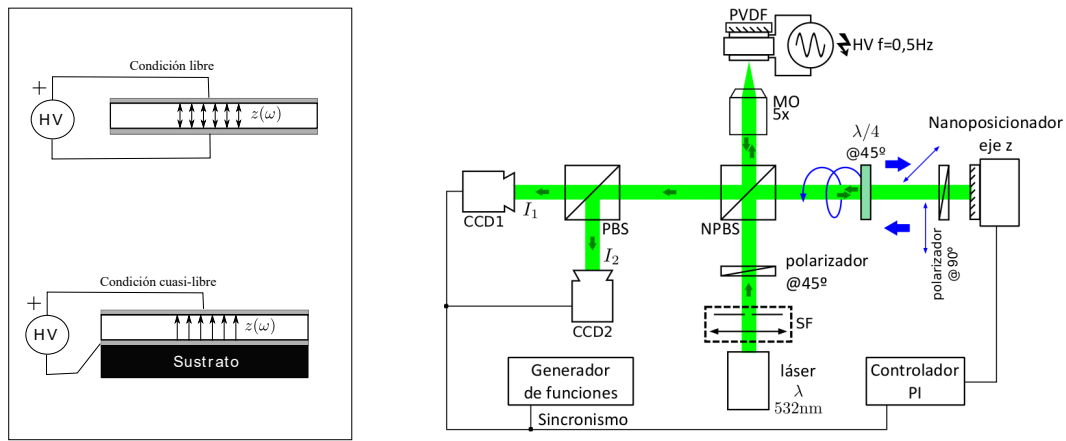 Condición libre
+
HV
z(ω)
Condición cuasi-libre
+
HV
z(ω)
Sustrato
PVDF
HV f=0,5Hz
MO
5x
λ/4
@45º
Nanoposicionador
eje z
CCD1
I₁
PBS
NPBS
I₂
CCD2
polarizador
@45º
polarizador
@90º
SF
láser
λ
532nm
Generador
de funciones
Sincronismo
Controlador
PI